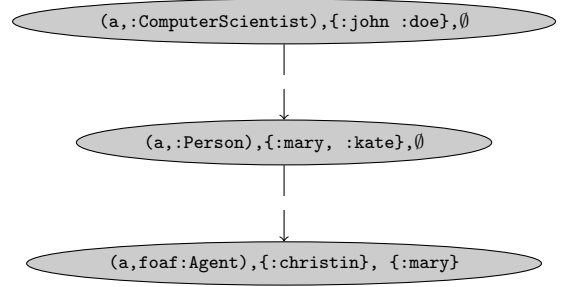 (a,:ComputerScientist),{:john :doe},∅
(a,:Person),{:mary, :kate},∅
(a,foaf:Agent),{:christin}, {:mary}